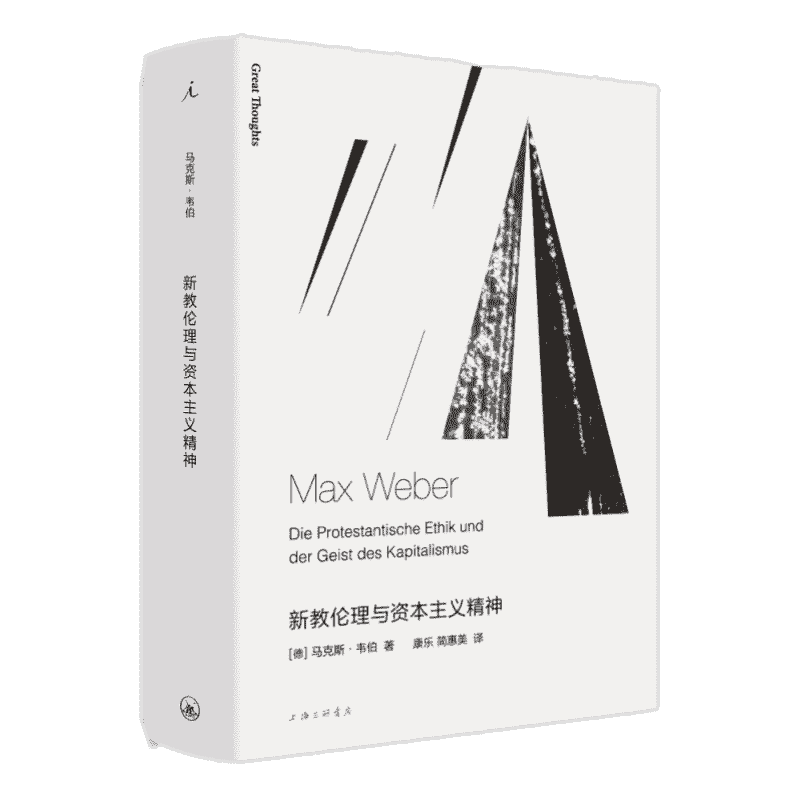 i
马克斯·韦伯
新教伦理与资本主义精神
Great Thoughts
Max Weber
Die Protestantische Ethik und
der Geist des Kapitalismus
新教伦理与资本主义精神
[德] 马克斯·韦伯 著 康乐 简惠美 译
上海三联书店